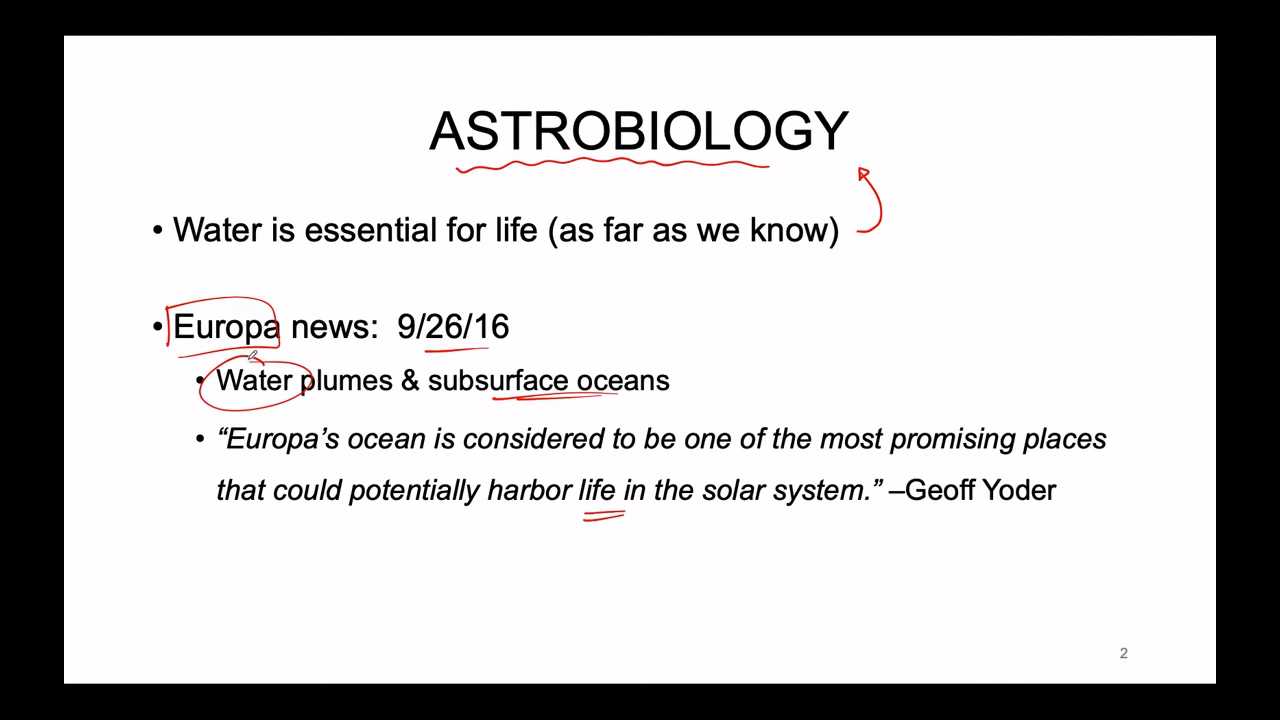 ASTROBIOLOGY
• Water is essential for life (as far as we know)
• Europa news: 9/26/16
• Water plumes & subsurface oceans
• “Europa’s ocean is considered to be one of the most promising places
that could potentially harbor life in the solar system.” –Geoff Yoder
2